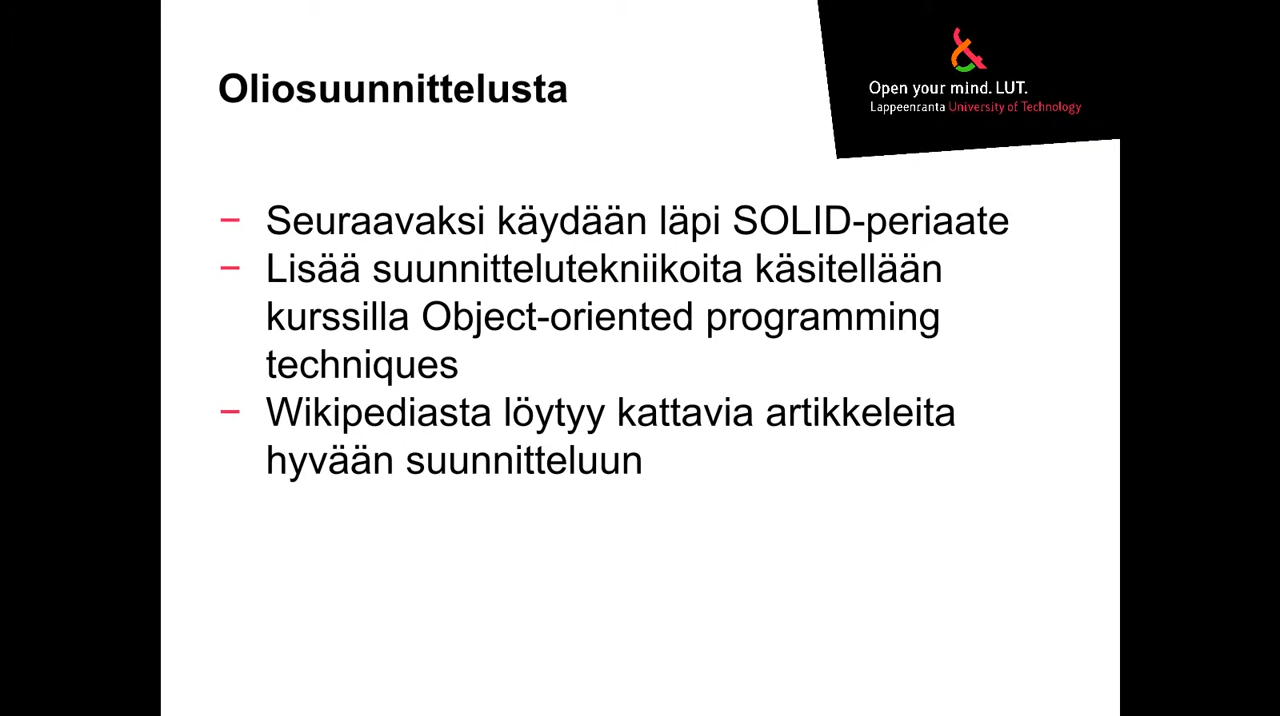 Oliosuunnittelusta
Open your mind. LUT.
Lappeenranta University of Technology
– Seuraavaksi käydään läpi SOLID-periaate
– Lisää suunnittelutekniikoita käsitellään
kurssilla Object-oriented programming
techniques
– Wikipediasta löytyy kattavia artikkeleita
hyvään suunnitteluun